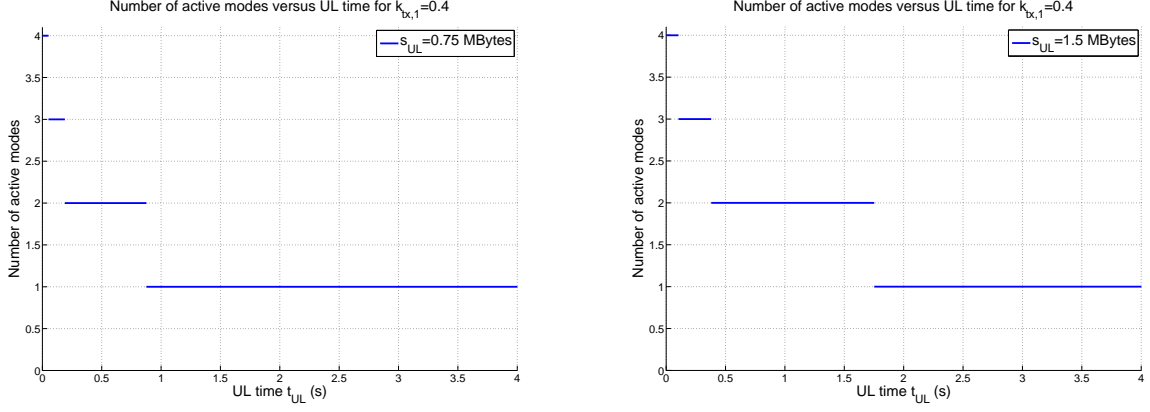 Number of active modes versus UL time for k_tx,1=0.4
s_UL=0.75 MBytes
4
3.5
3
2.5
2
1.5
1
0.5
0
Number of active modes
0 0.5 1 1.5 2 2.5 3 3.5 4
UL time t_UL (s)
Number of active modes versus UL time for k_tx,1=0.4
s_UL=1.5 MBytes
4
3.5
3
2.5
2
1.5
1
0.5
0
Number of active modes
0 0.5 1 1.5 2 2.5 3 3.5 4
UL time t_UL (s)